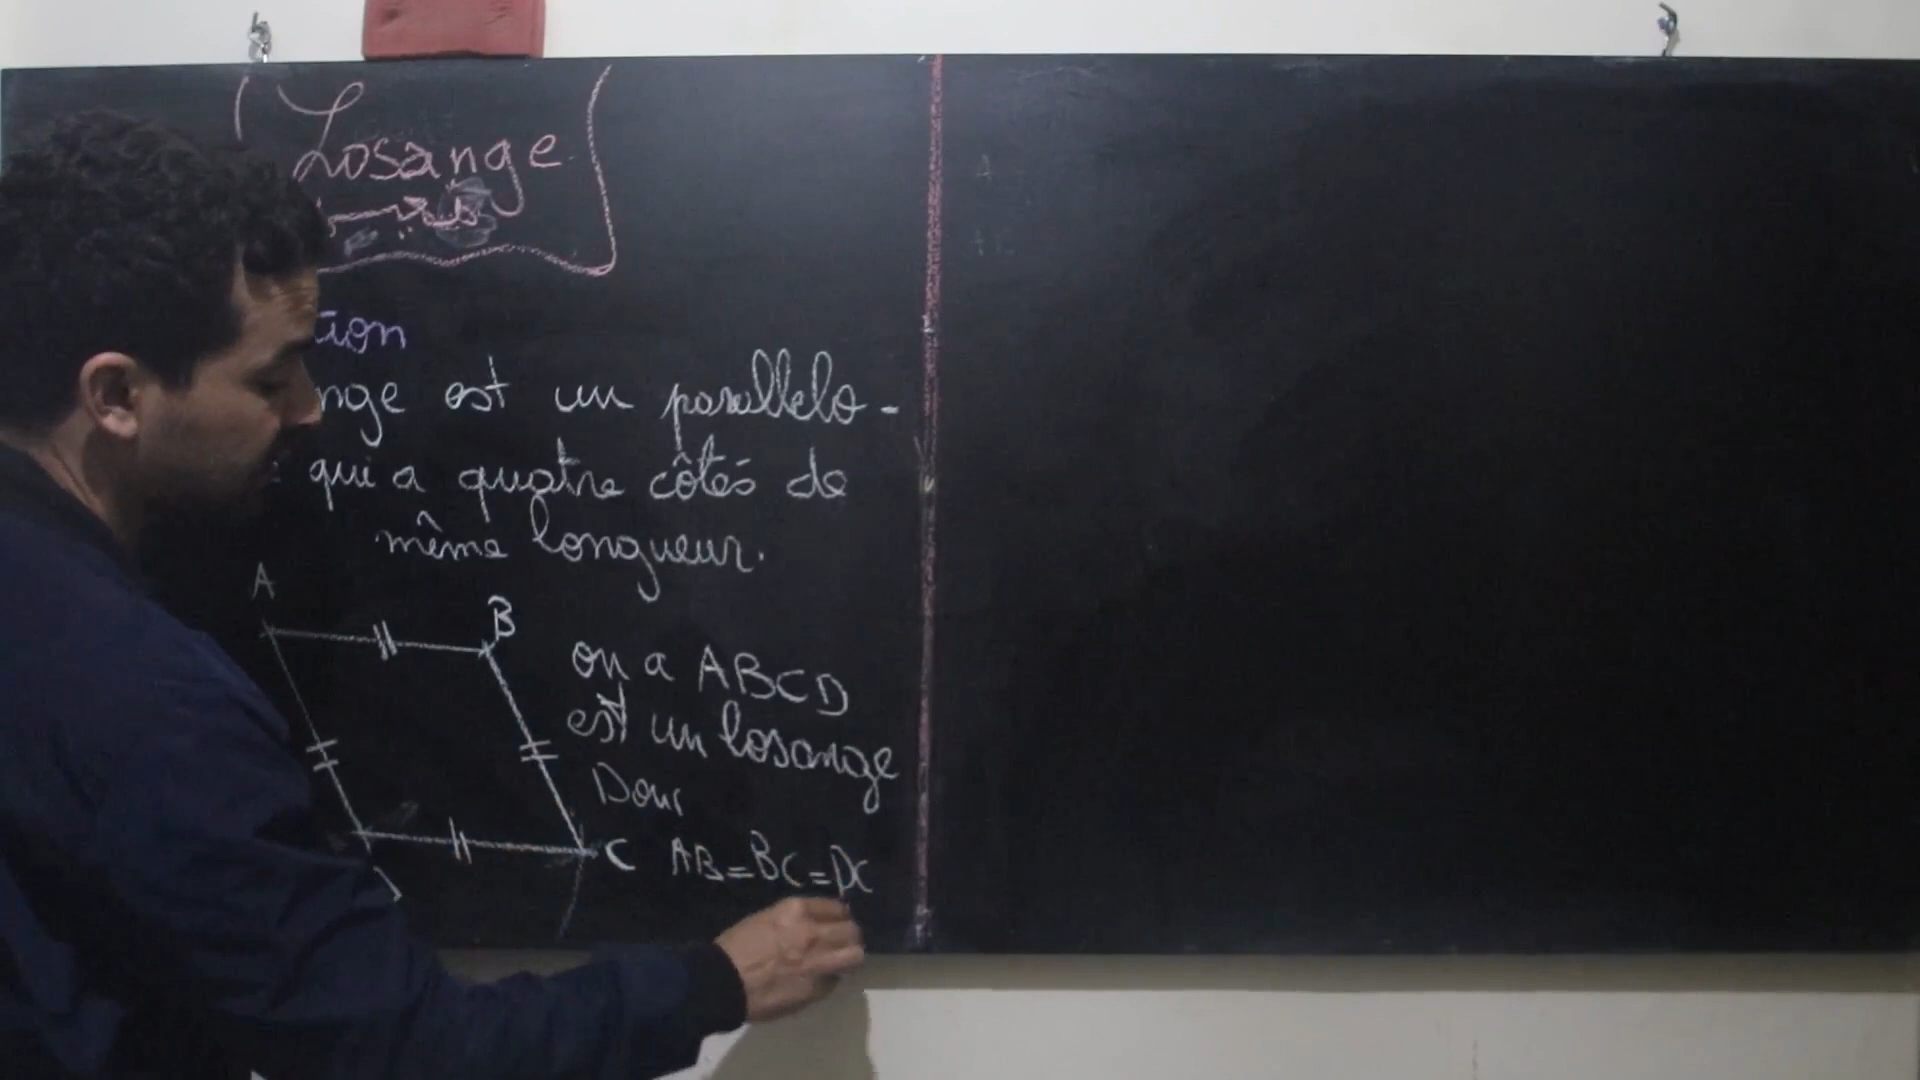 Losange
tion
nge est un parallelo-
qui a quatre côtés de
même longueur.
A
B
on a ABCD
est un losange
Donc
C AB=BC=DC